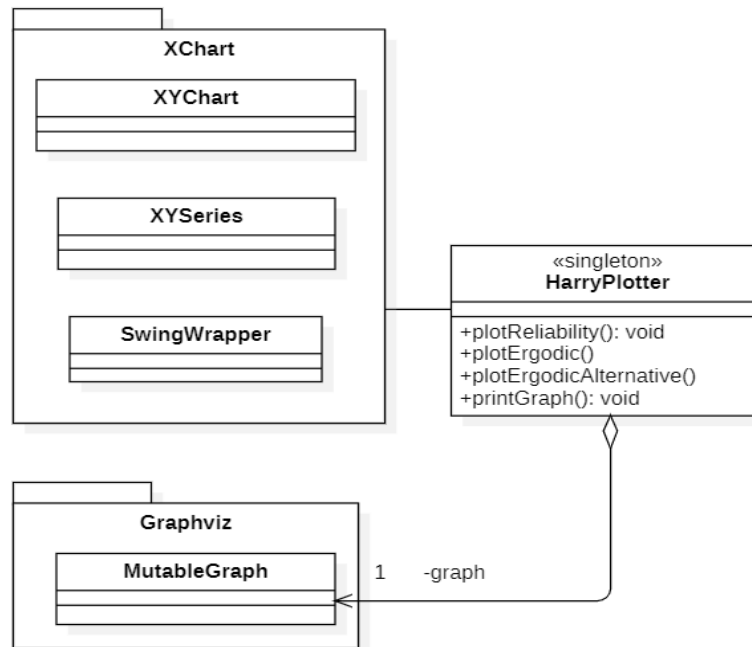 XChart
XYChart
XYSeries
SwingWrapper
«singleton»
HarryPlotter
+plotReliability(): void
+plotErgodic()
+plotErgodicAlternative()
+printGraph(): void
Graphviz
MutableGraph
1 -graph